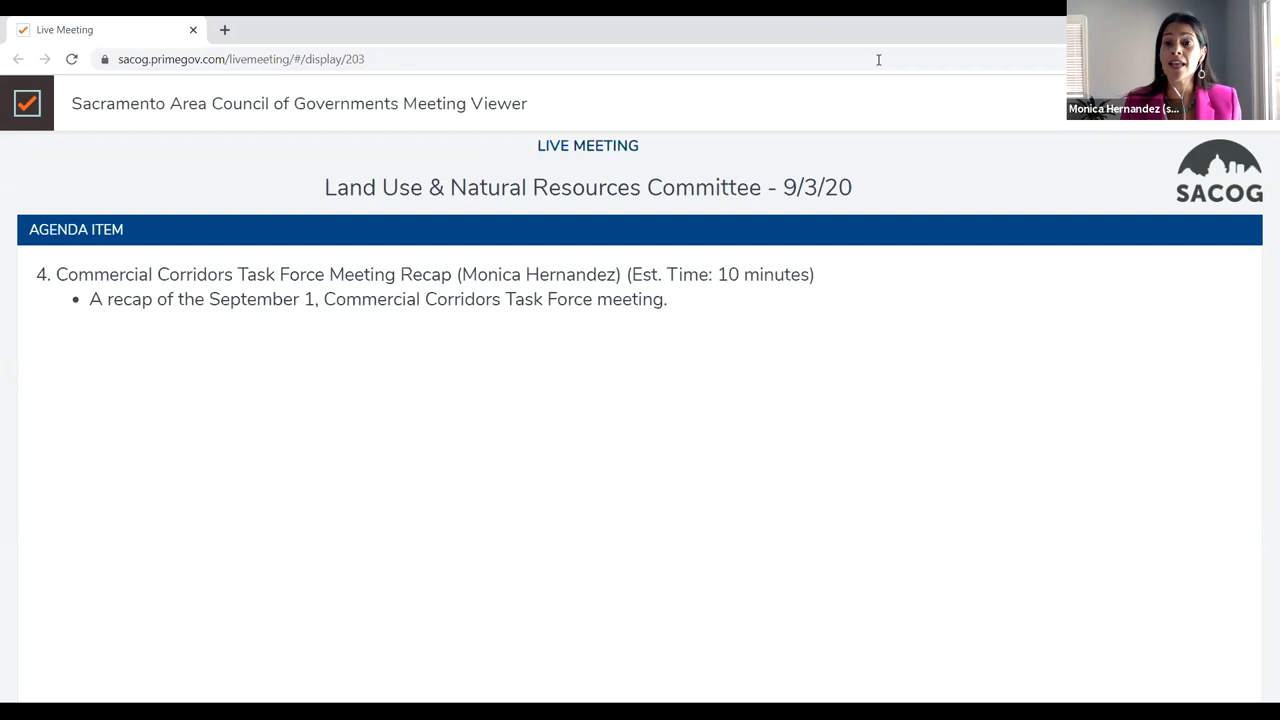 Live Meeting
sacog.primegov.com/livemeeting/#/display/203
Sacramento Area Council of Governments Meeting Viewer
Monica Hernandez (s...
LIVE MEETING
Land Use & Natural Resources Committee - 9/3/20
SACOG
AGENDA ITEM
4. Commercial Corridors Task Force Meeting Recap (Monica Hernandez) (Est. Time: 10 minutes)
• A recap of the September 1, Commercial Corridors Task Force meeting.